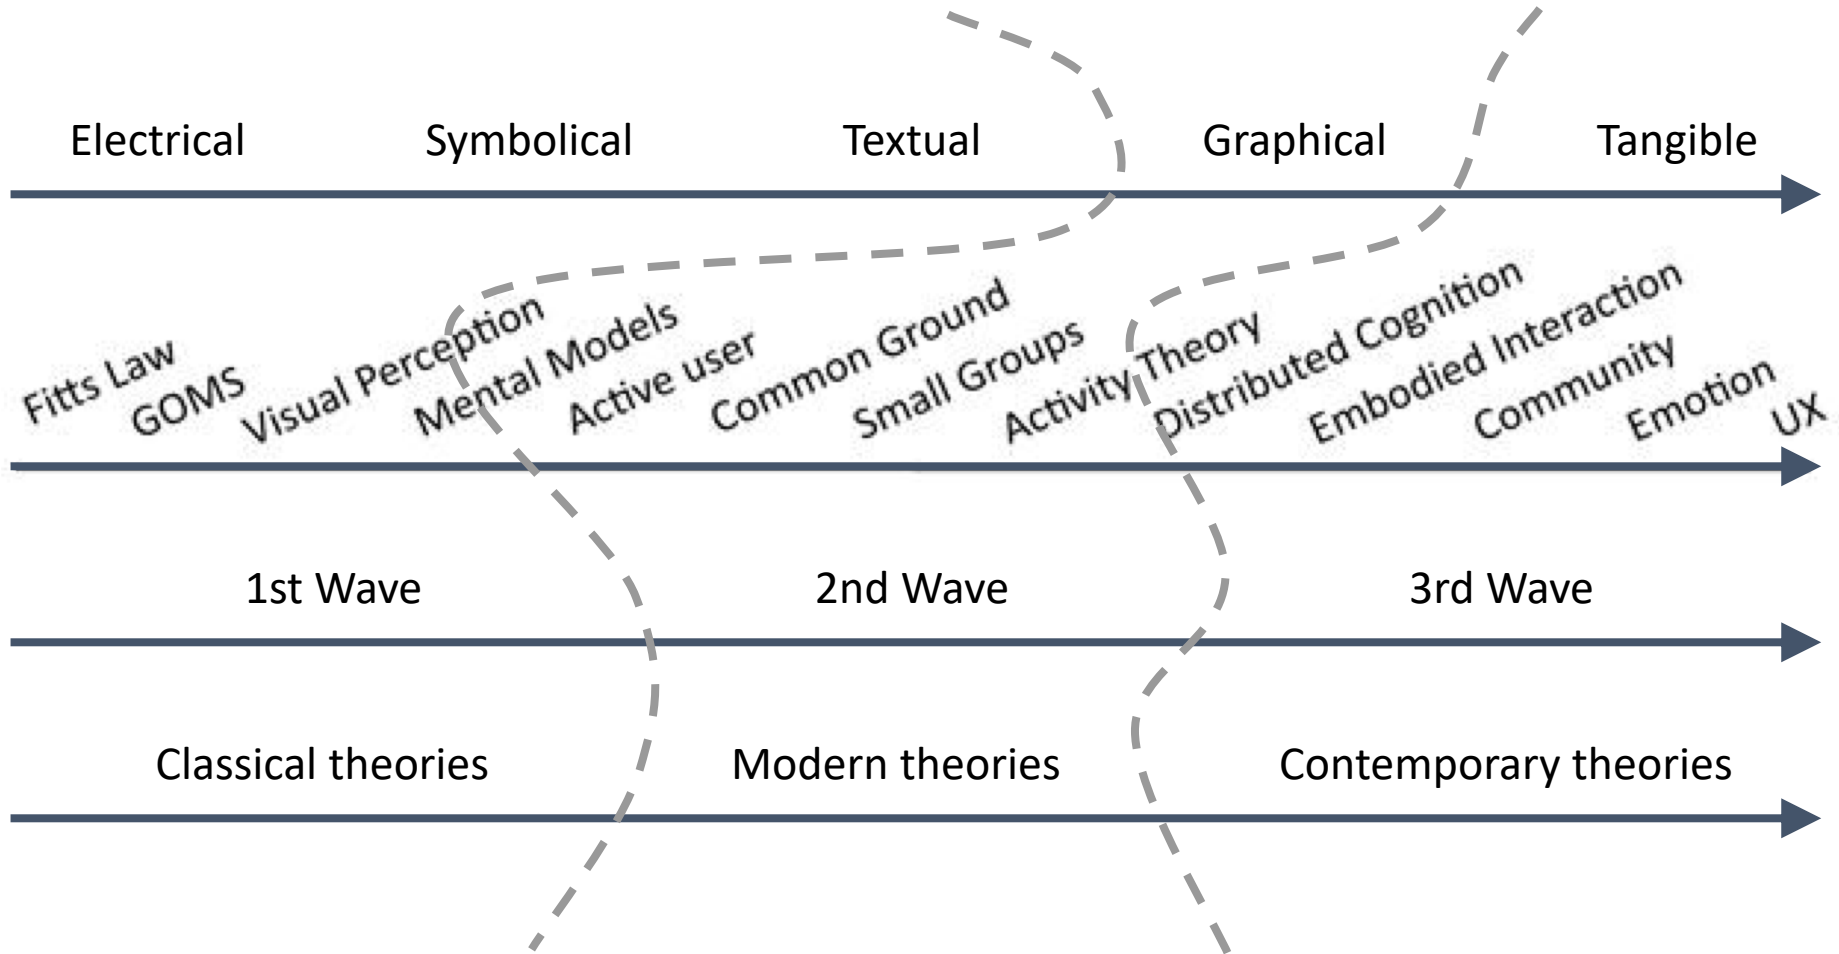 Electrical Symbolical Textual Graphical Tangible
Fitts Law
GOMS
Visual Perception
Mental Models
Active user
Common Ground
Small Groups
Activity Theory
Distributed Cognition
Embodied Interaction
Community
Emotion
UX
1st Wave 2nd Wave 3rd Wave
Classical theories Modern theories Contemporary theories